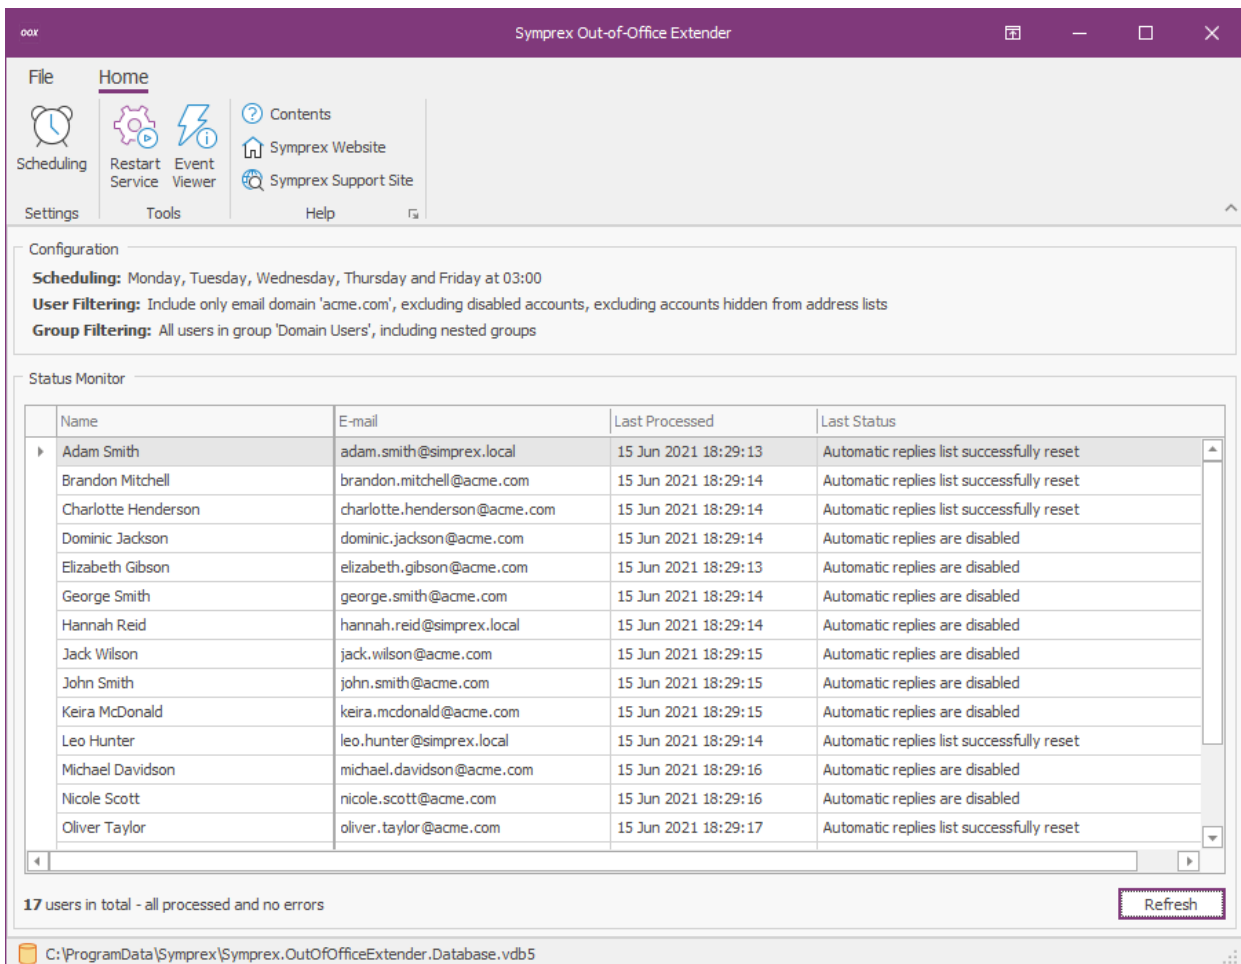 oox
Symprex Out-of-Office Extender
File Home
Contents
Symprex Website
Symprex Support Site
Scheduling
Restart Service
Event Viewer
Settings Tools Help
Configuration
Scheduling: Monday, Tuesday, Wednesday, Thursday and Friday at 03:00
User Filtering: Include only email domain 'acme.com', excluding disabled accounts, excluding accounts hidden from address lists
Group Filtering: All users in group 'Domain Users', including nested groups
Status Monitor
Name E-mail Last Processed Last Status
Adam Smith adam.smith@simprex.local 15 Jun 2021 18:29:13 Automatic replies list successfully reset
Brandon Mitchell brandon.mitchell@acme.com 15 Jun 2021 18:29:14 Automatic replies list successfully reset
Charlotte Henderson charlotte.henderson@acme.com 15 Jun 2021 18:29:14 Automatic replies list successfully reset
Dominic Jackson dominic.jackson@acme.com 15 Jun 2021 18:29:14 Automatic replies are disabled
Elizabeth Gibson elizabeth.gibson@acme.com 15 Jun 2021 18:29:13 Automatic replies are disabled
George Smith george.smith@acme.com 15 Jun 2021 18:29:14 Automatic replies are disabled
Hannah Reid hannah.reid@simprex.local 15 Jun 2021 18:29:14 Automatic replies are disabled
Jack Wilson jack.wilson@acme.com 15 Jun 2021 18:29:15 Automatic replies are disabled
John Smith john.smith@acme.com 15 Jun 2021 18:29:15 Automatic replies are disabled
Keira McDonald keira.mcdonald@acme.com 15 Jun 2021 18:29:15 Automatic replies are disabled
Leo Hunter leo.hunter@simprex.local 15 Jun 2021 18:29:14 Automatic replies list successfully reset
Michael Davidson michael.davidson@acme.com 15 Jun 2021 18:29:16 Automatic replies are disabled
Nicole Scott nicole.scott@acme.com 15 Jun 2021 18:29:16 Automatic replies are disabled
Oliver Taylor oliver.taylor@acme.com 15 Jun 2021 18:29:17 Automatic replies list successfully reset
17 users in total - all processed and no errors
Refresh
C:\ProgramData\Symprex\Symprex.OutOfOfficeExtender.Database.vdb5